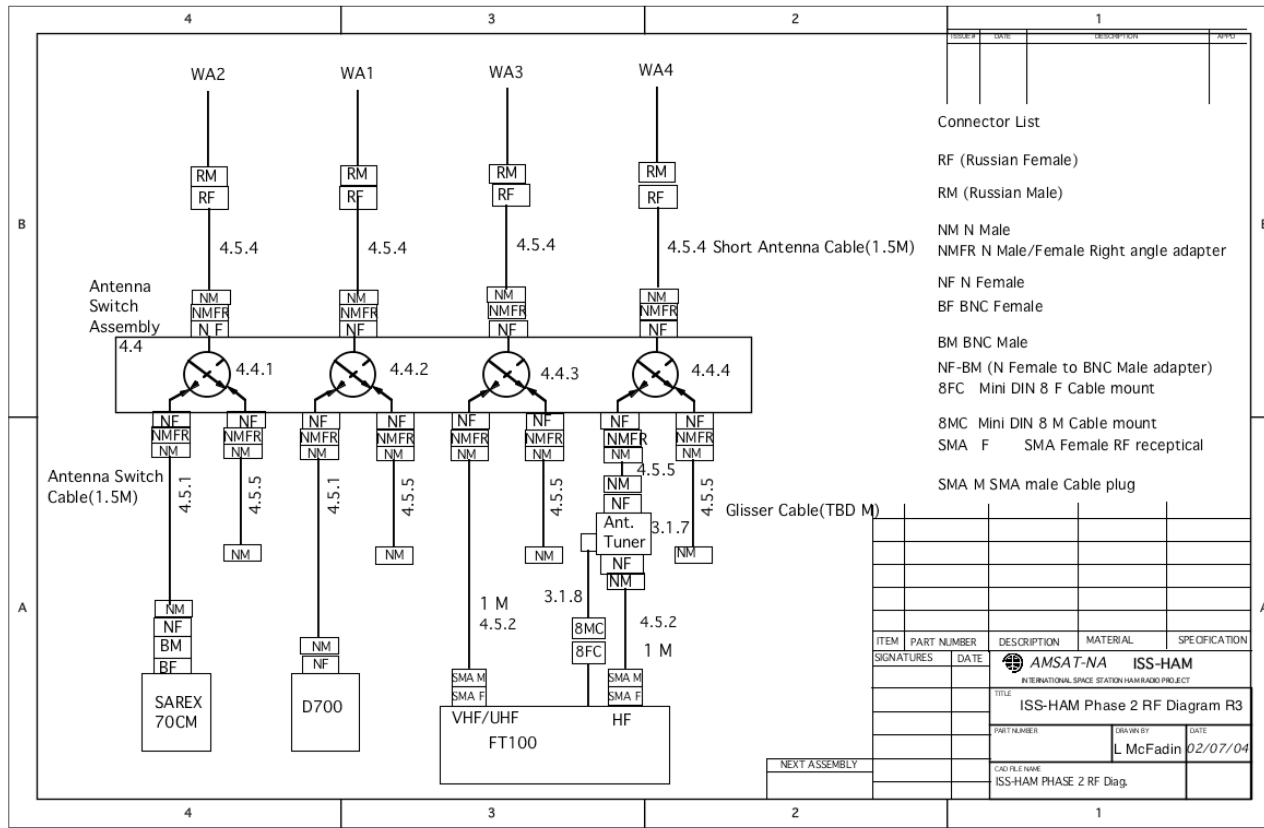 4 3 2 1
ISSUE# DATE DESCRIPTION APPD
WA2 WA1 WA3 WA4
Connector List
RF (Russian Female)
RM (Russian Male)
NM N Male
NMFR N Male/Female Right angle adapter
NF N Female
BF BNC Female
BM BNC Male
NF-BM (N Female to BNC Male adapter)
8FC Mini DIN 8 F Cable mount
8MC Mini DIN 8 M Cable mount
SMA F SMA Female RF receptical
SMA M SMA male Cable plug
RM RM RM RM
RF RF RF RF
B
4.5.4 4.5.4 4.5.4 4.5.4 Short Antenna Cable(1.5M)
Antenna
Switch
Assembly
NM NM NM NM
NMFR NMFR NMFR NMFR
N F NF NF NF
4.4
4.4.1 4.4.2 4.4.3 4.4.4
NF NF NF NF NF NF NF NF
NMFR NMFR NMFR NMFR NMFR NMFR NMFR NMFR
NM NM NM NM NM NM NM NM
Antenna Switch
Cable(1.5M)
4.5.1 4.5.5 4.5.1 4.5.5 4.5.5 4.5.5 4.5.5
NM
NF
Ant.
Tuner
3.1.7
Glisser Cable(TBD M)
NM NM NM NM
NF
NM
A
3.1.8
1 M
4.5.2
4.5.2
1 M
8MC
8FC
NM
NF
BM
BF
NM
NF
SMA M SMA M
SMA F SMA F
SAREX
70CM
D700
VHF/UHF HF
FT100
ITEM PART NUMBER DESCRIPTION MATERIAL SPECIFICATION
SIGNATURES DATE
AMSAT-NA ISS-HAM
INTERNATIONAL SPACE STATION HAM RADIO PROJECT
TITLE
ISS-HAM Phase 2 RF Diagram R3
PART NUMBER DRAWN BY DATE
L McFadin 02/07/04
CAD FILE NAME
ISS-HAM PHASE 2 RF Diag.
NEXT ASSEMBLY
4 3 2 1